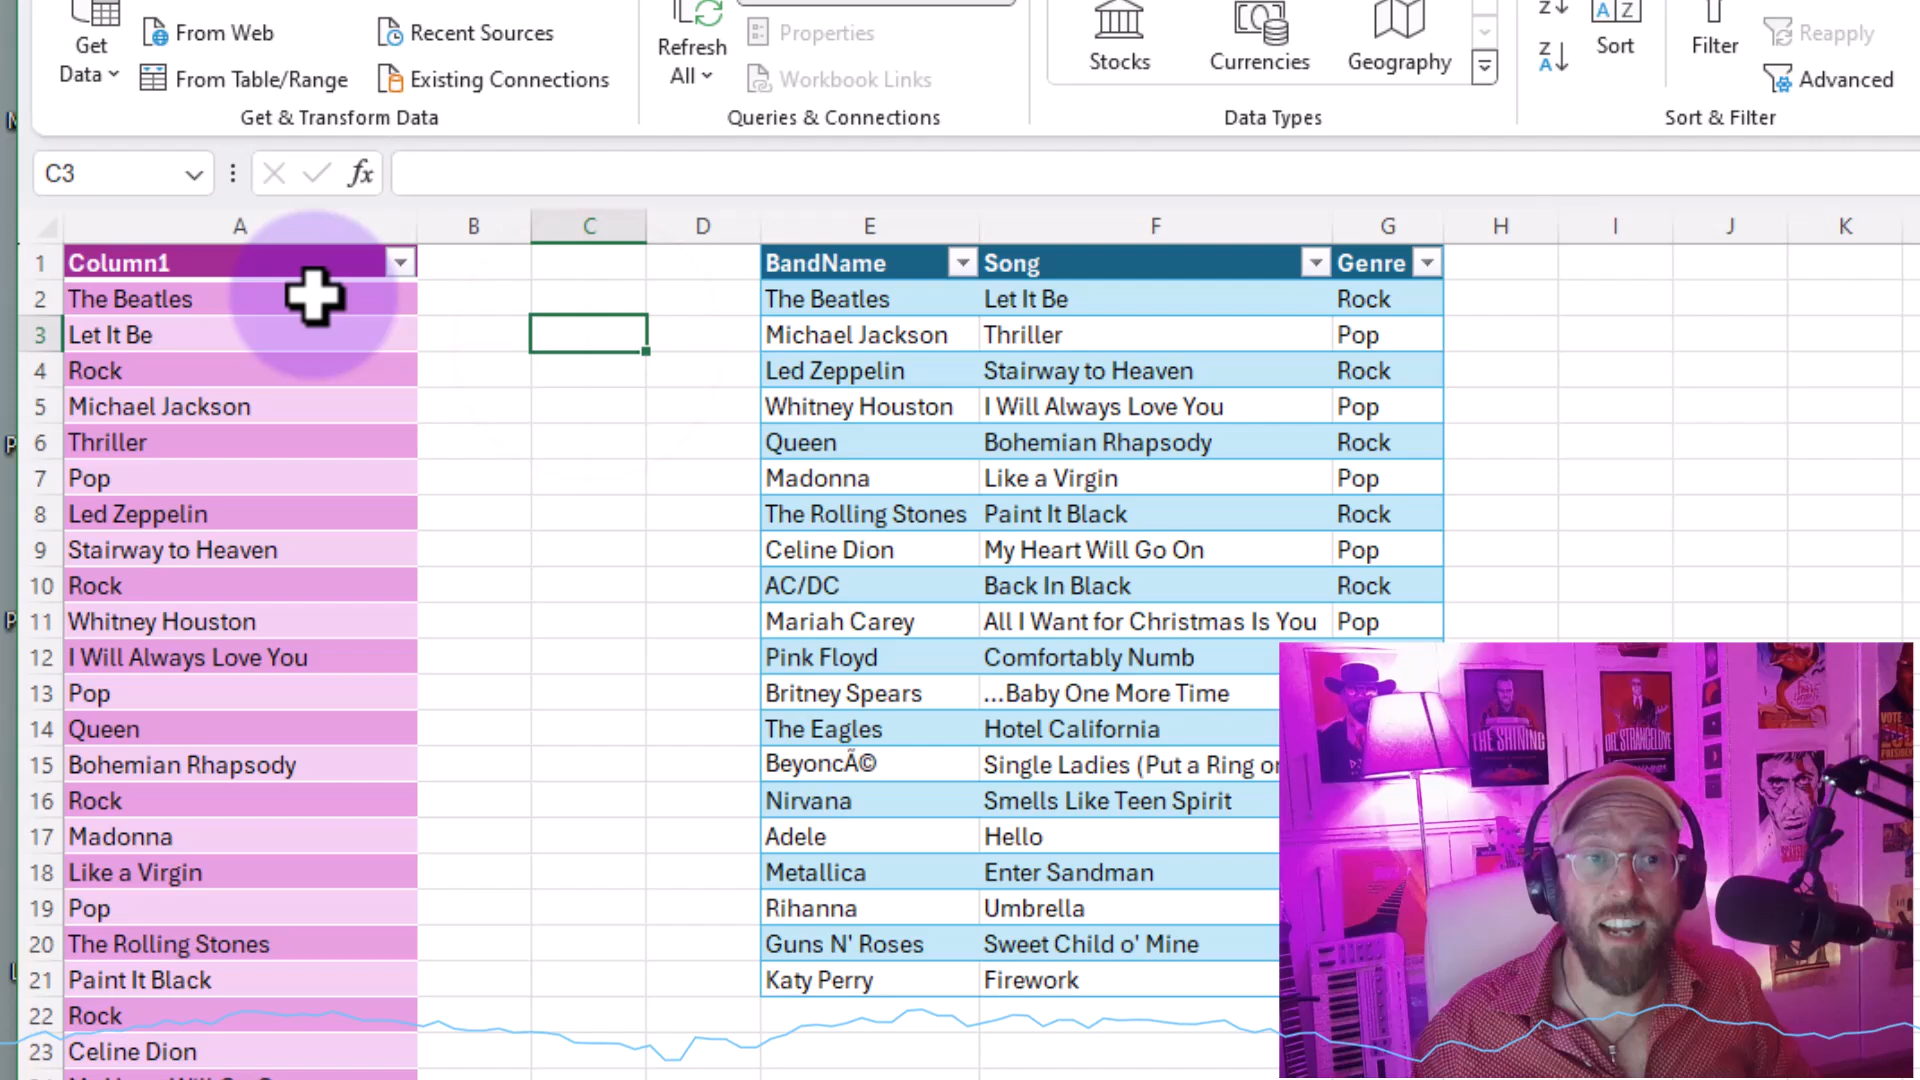 Get
Data
From Web
From Table/Range
Recent Sources
Existing Connections
Get & Transform Data
Refresh
All
Properties
Workbook Links
Queries & Connections
Stocks
Currencies
Geography
Data Types
Sort
Filter
Reapply
Advanced
Sort & Filter
C3
fx
A B C D E F G H I J K
1 Column1 BandName Song Genre
2 The Beatles The Beatles Let It Be Rock
3 Let It Be Michael Jackson Thriller Pop
4 Rock Led Zeppelin Stairway to Heaven Rock
5 Michael Jackson Whitney Houston I Will Always Love You Pop
6 Thriller Queen Bohemian Rhapsody Rock
7 Pop Madonna Like a Virgin Pop
8 Led Zeppelin The Rolling Stones Paint It Black Rock
9 Stairway to Heaven Celine Dion My Heart Will Go On Pop
10 Rock AC/DC Back In Black Rock
11 Whitney Houston Mariah Carey All I Want for Christmas Is You Pop
12 I Will Always Love You Pink Floyd Comfortably Numb
13 Pop Britney Spears ...Baby One More Time
14 Queen The Eagles Hotel California
15 Bohemian Rhapsody BeyoncÃ© Single Ladies (Put a Ring or
16 Rock Nirvana Smells Like Teen Spirit
17 Madonna Adele Hello
18 Like a Virgin Metallica Enter Sandman
19 Pop Rihanna Umbrella
20 The Rolling Stones Guns N' Roses Sweet Child o' Mine
21 Paint It Black Katy Perry Firework
22 Rock
23 Celine Dion
THE SHINING
DR. STRANGELOVE
VOTE